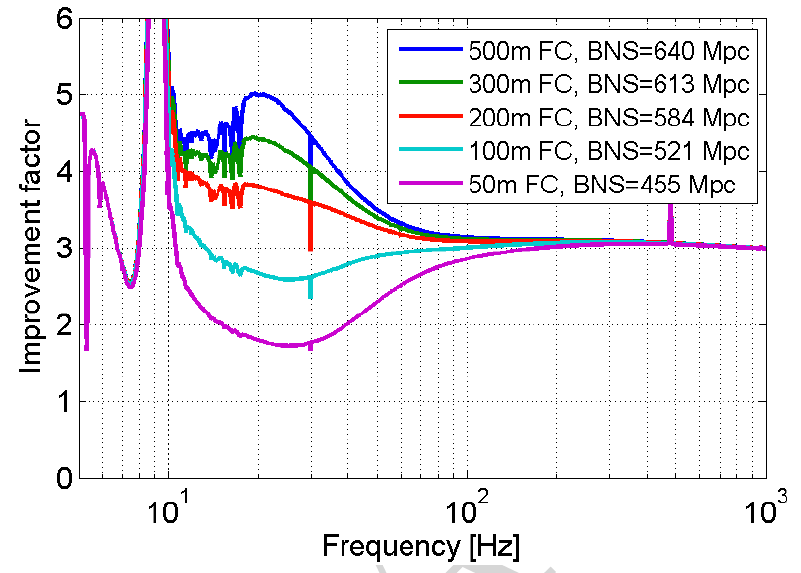 6
5
4
3
2
1
0
Improvement factor
500m FC, BNS=640 Mpc
300m FC, BNS=613 Mpc
200m FC, BNS=584 Mpc
100m FC, BNS=521 Mpc
50m FC, BNS=455 Mpc
10¹ 10² 10³
Frequency [Hz]